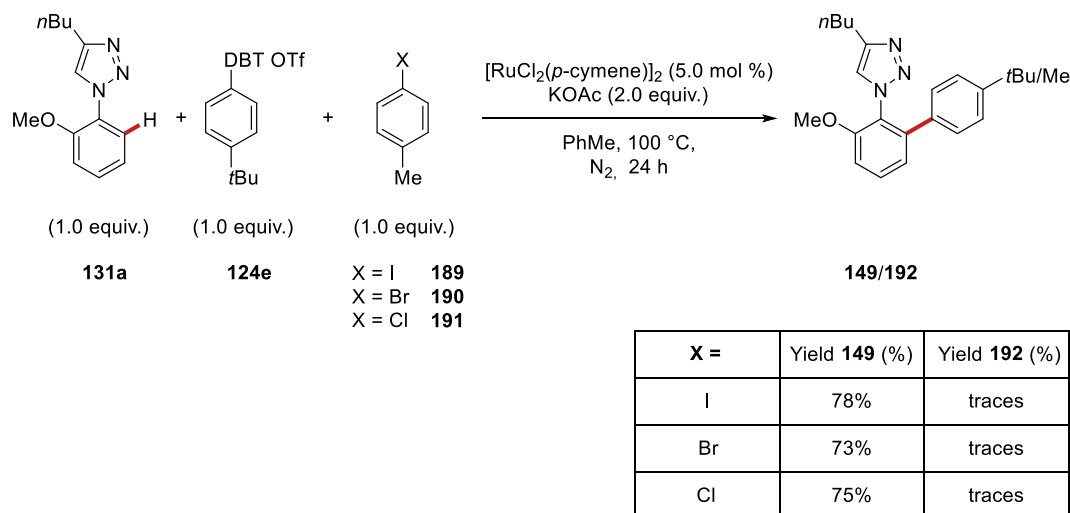 nBu
N
N
N
MeO
H
+
DBT OTf
tBu
+
X
Me
[RuCl2(p-cymene)]2 (5.0 mol %)
KOAc (2.0 equiv.)
PhMe, 100 °C,
N2, 24 h
nBu
N
N
N
MeO
tBu/Me
(1.0 equiv.) (1.0 equiv.) (1.0 equiv.)
131a 124e 149/192
X = I 189
X = Br 190
X = Cl 191
X = Yield 149 (%) Yield 192 (%)
I 78% traces
Br 73% traces
Cl 75% traces